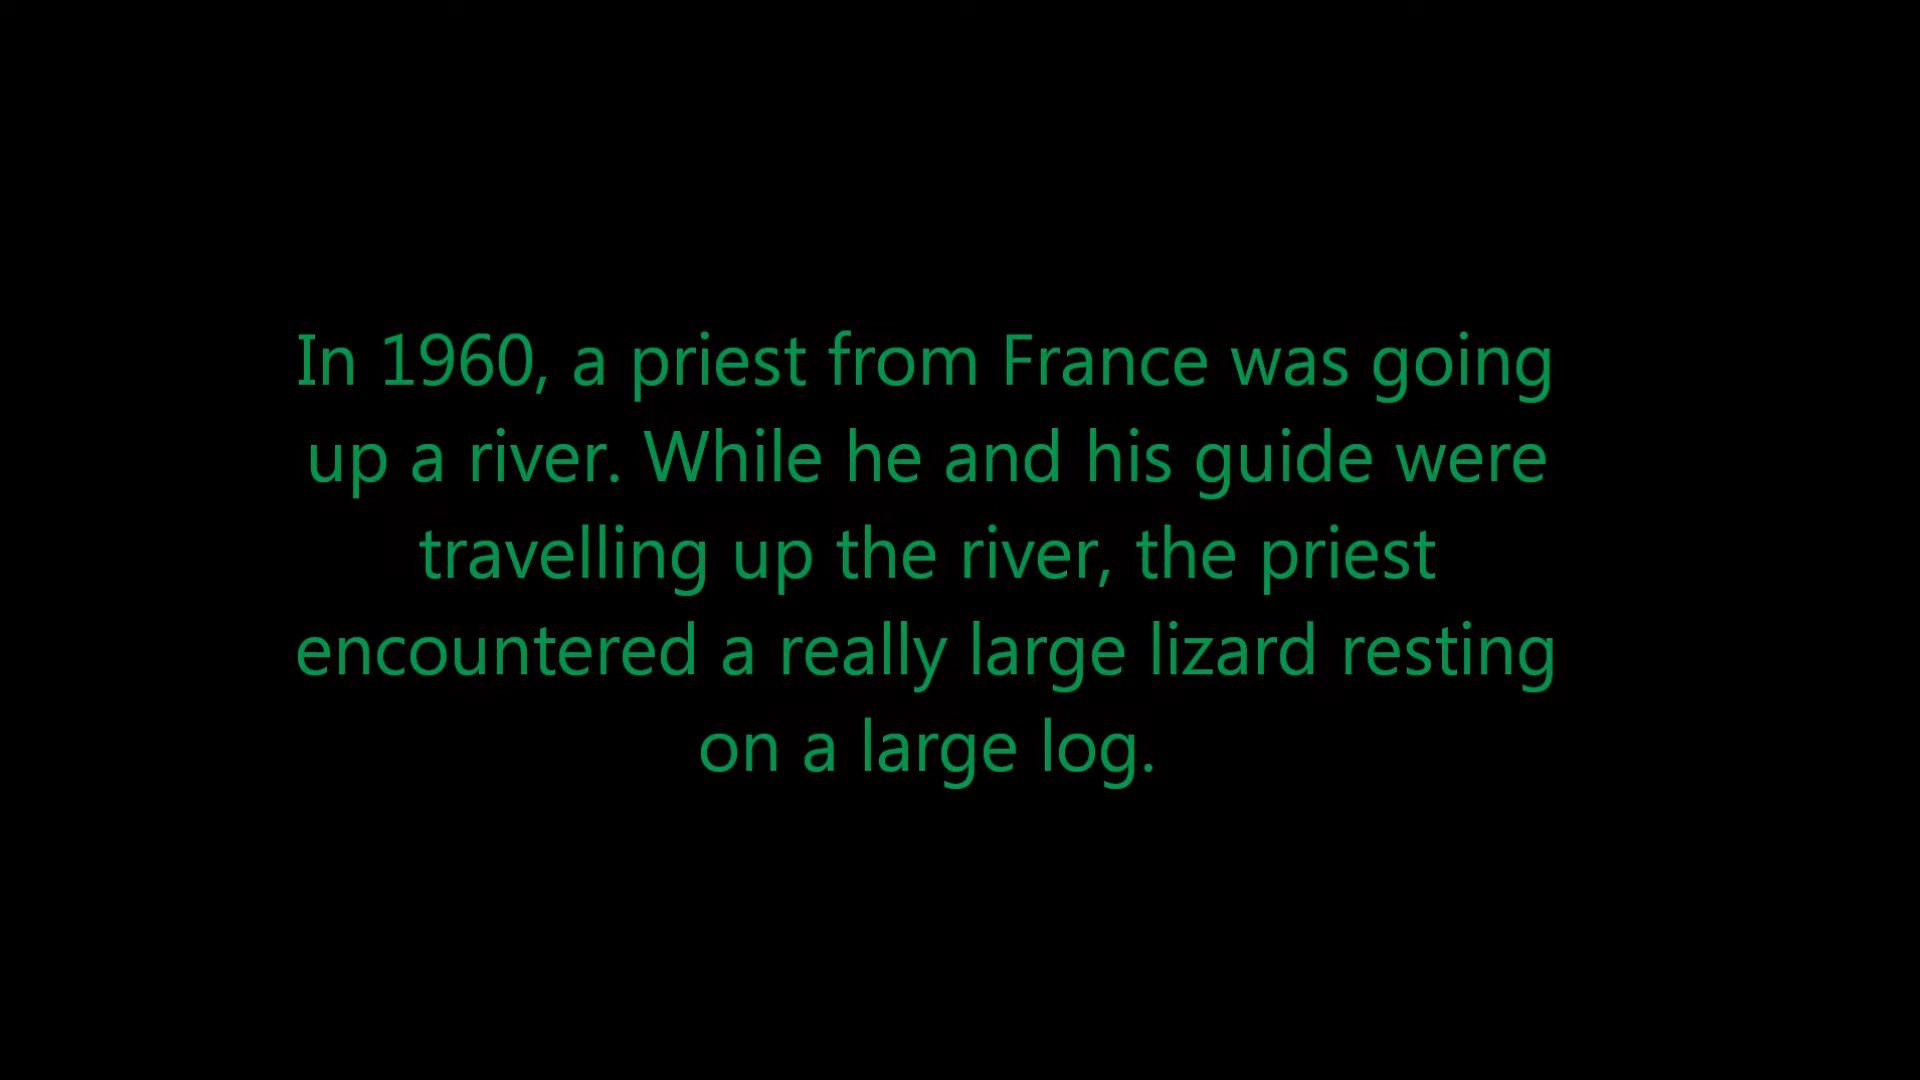 In 1960, a priest from France was going
up a river. While he and his guide were
travelling up the river, the priest
encountered a really large lizard resting
on a large log.